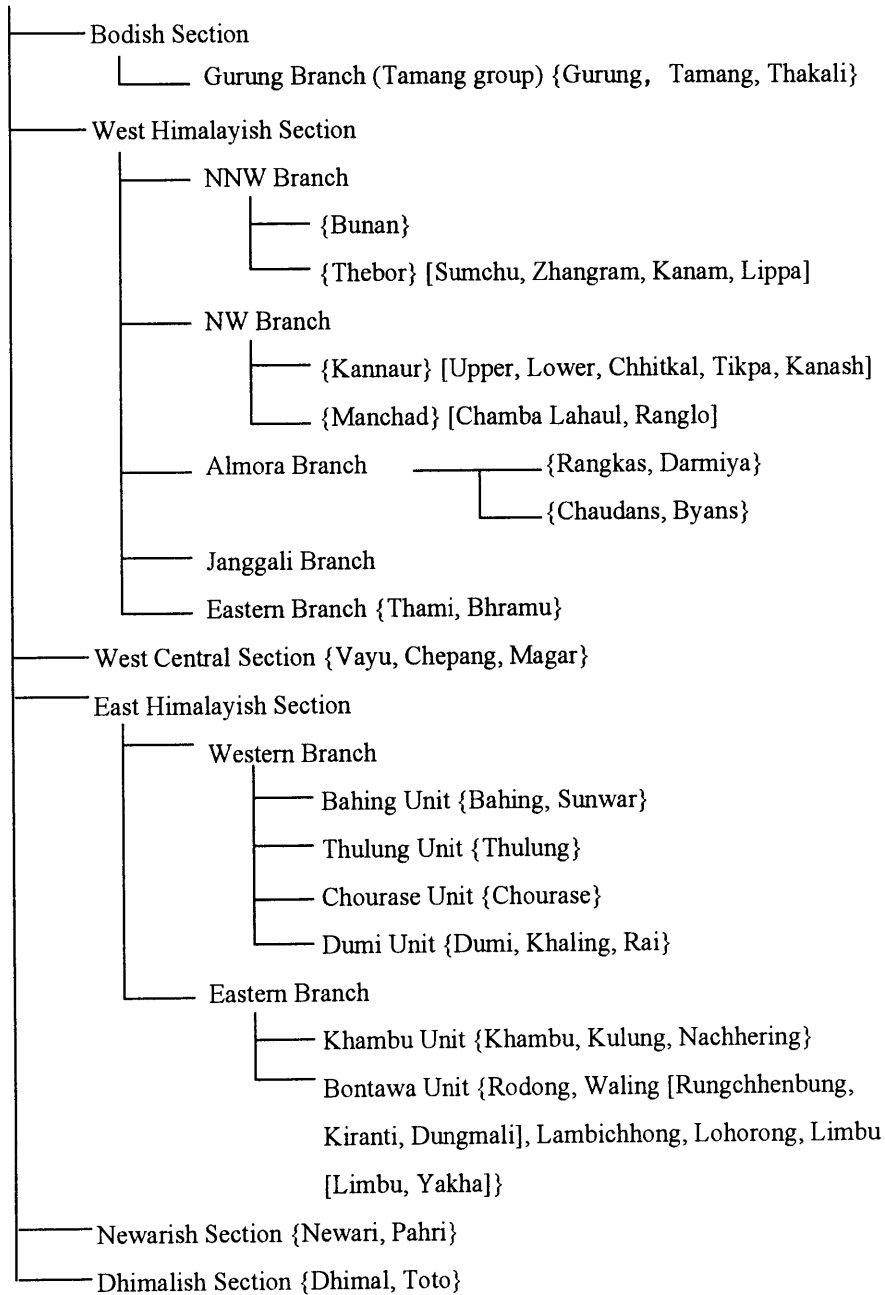 Bodish Section
Gurung Branch (Tamang group) {Gurung, Tamang, Thakali}
West Himalayish Section
NNW Branch
{Bunan}
{Thebor} [Sumchu, Zhangram, Kanam, Lippa]
NW Branch
{Kannaur} [Upper, Lower, Chhitkal, Tikpa, Kanash]
{Manchad} [Chamba Lahaul, Ranglo]
Almora Branch {Rangkas, Darmiya}
{Chaudans, Byans}
Janggali Branch
Eastern Branch {Thami, Bhramu}
West Central Section {Vayu, Chepang, Magar}
East Himalayish Section
Western Branch
Bahing Unit {Bahing, Sunwar}
Thulung Unit {Thulung}
Chourase Unit {Chourase}
Dumi Unit {Dumi, Khaling, Rai}
Eastern Branch
Khambu Unit {Khambu, Kulung, Nachhering}
Bontawa Unit {Rodong, Waling [Rungchhenbung,
Kiranti, Dungmali], Lambichhong, Lohorong, Limbu
[Limbu, Yakha]}
Newarish Section {Newari, Pahri}
Dhimalish Section {Dhimal, Toto}